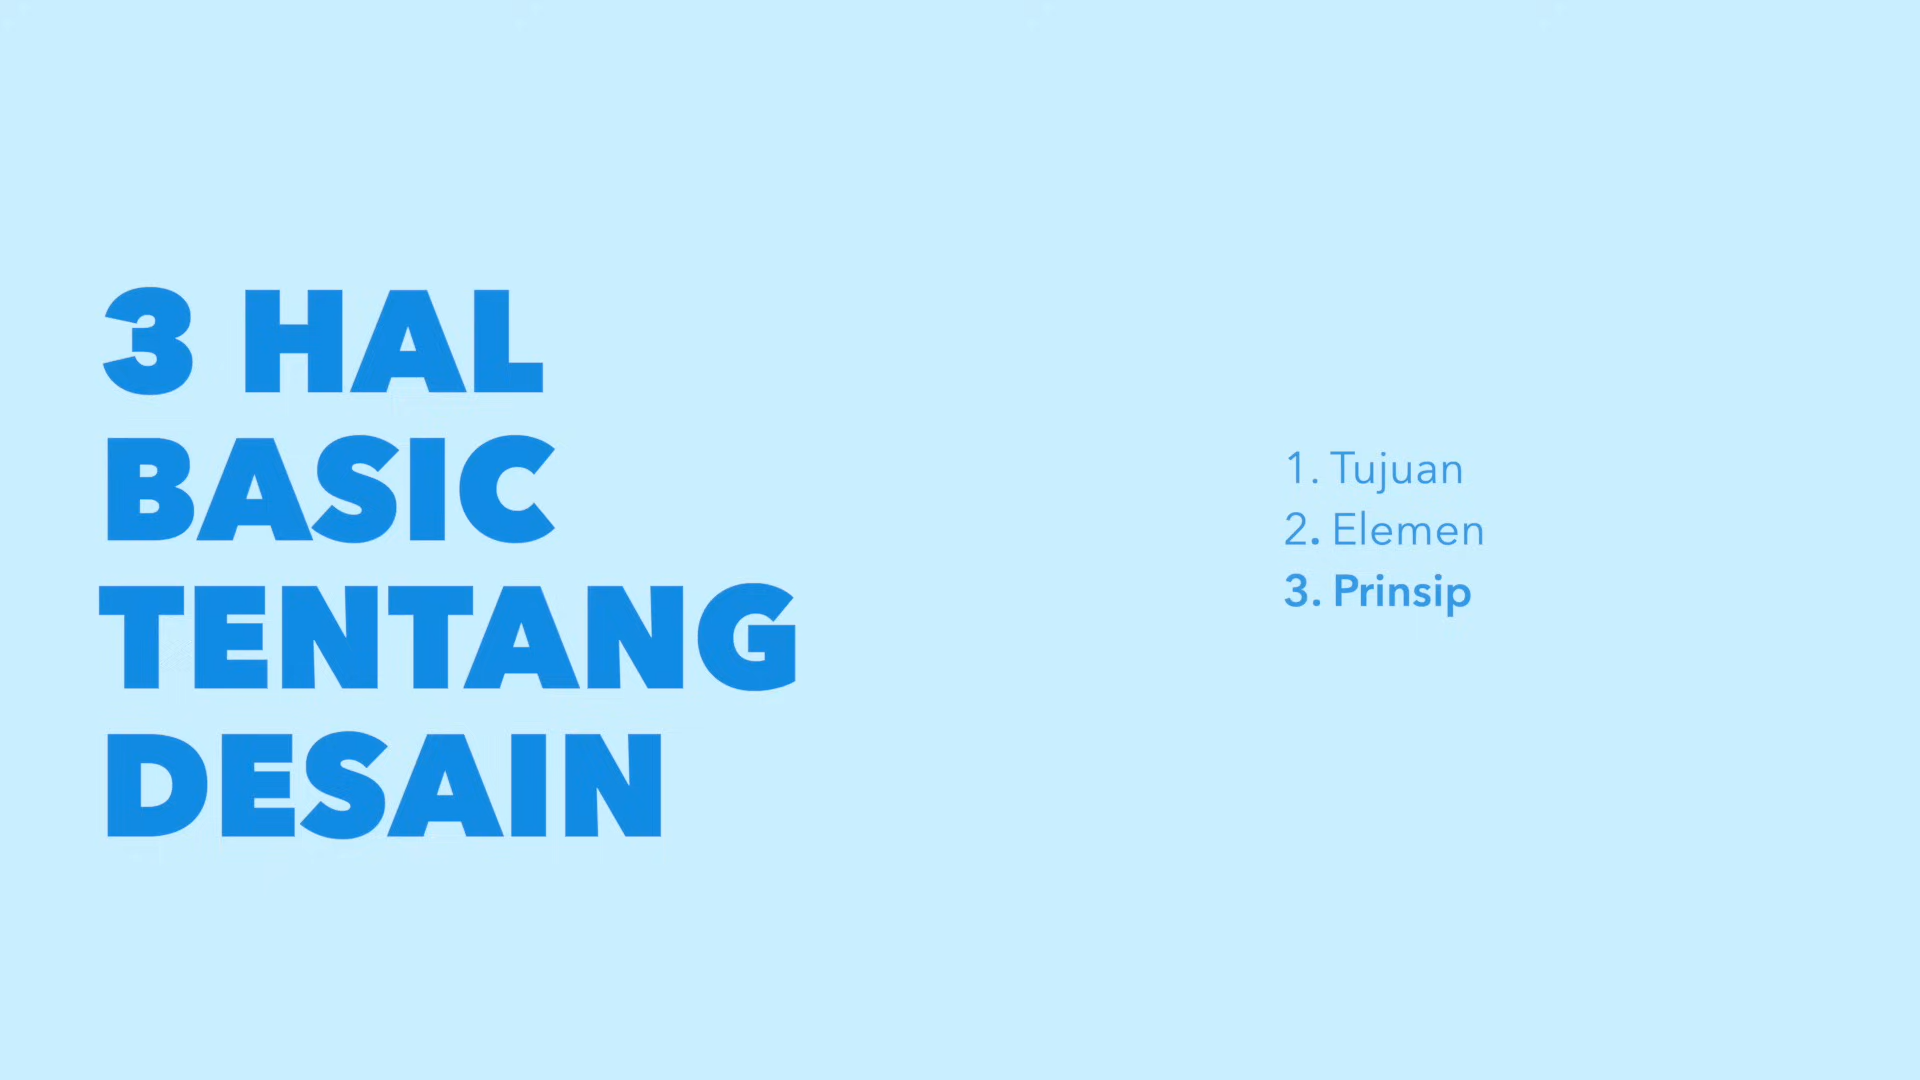 3 HAL
BASIC
TENTANG
DESAIN
1. Tujuan
2. Elemen
3. Prinsip